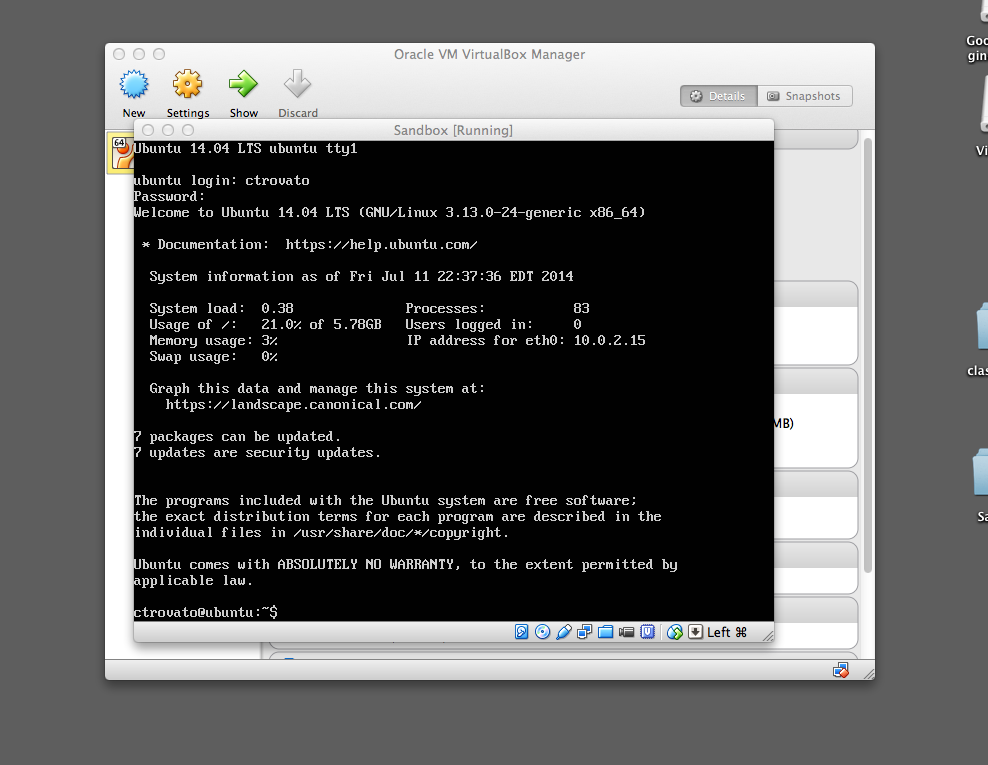 Oracle VM VirtualBox Manager
New Settings Show Discard
Details Snapshots
Sandbox [Running]
64
Ubuntu 14.04 LTS ubuntu tty1
ubuntu login: ctrovato
Password:
Welcome to Ubuntu 14.04 LTS (GNU/Linux 3.13.0-24-generic x86_64)
* Documentation: https://help.ubuntu.com/
System information as of Fri Jul 11 22:37:36 EDT 2014
System load: 0.38 Processes: 83
Usage of /: 21.0% of 5.78GB Users logged in: 0
Memory usage: 3% IP address for eth0: 10.0.2.15
Swap usage: 0%
Graph this data and manage this system at:
https://landscape.canonical.com/
7 packages can be updated.
7 updates are security updates.
The programs included with the Ubuntu system are free software;
the exact distribution terms for each program are described in the
individual files in /usr/share/doc/*/copyright.
Ubuntu comes with ABSOLUTELY NO WARRANTY, to the extent permitted by
applicable law.
ctrovato@ubuntu:~$
Left ⌘
MB)
Goo
gin
Vi
clas
Sa